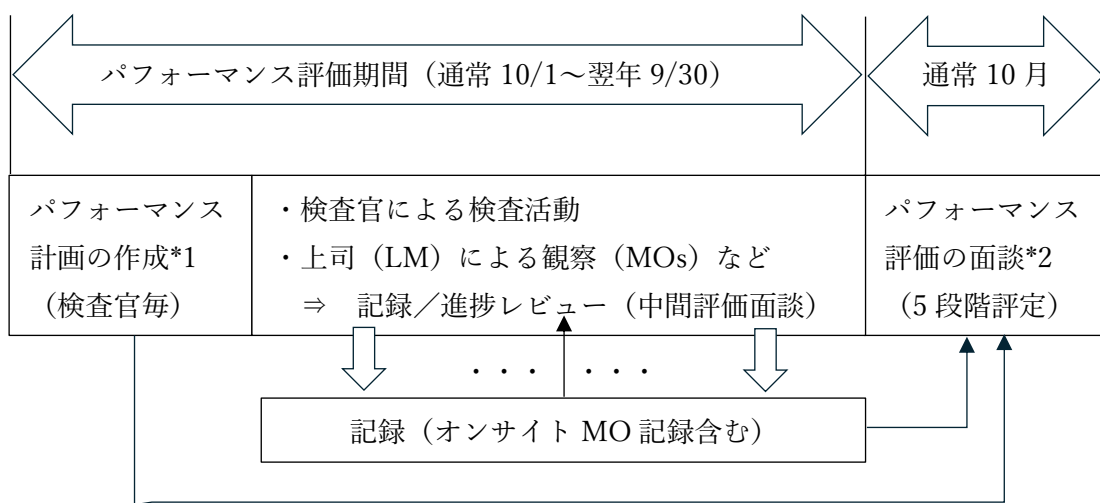 パフォーマンス評価期間（通常 10/1～翌年 9/30）
通常 10 月
パフォーマンス
計画の作成*1
（検査官毎）
・検査官による検査活動
・上司（LM）による観察（MOs）など
⇒ 記録／進捗レビュー（中間評価面談）
パフォーマンス
評価の面談*2
（5 段階評定）
・・・ ・・・
記録（オンサイト MO 記録含む）